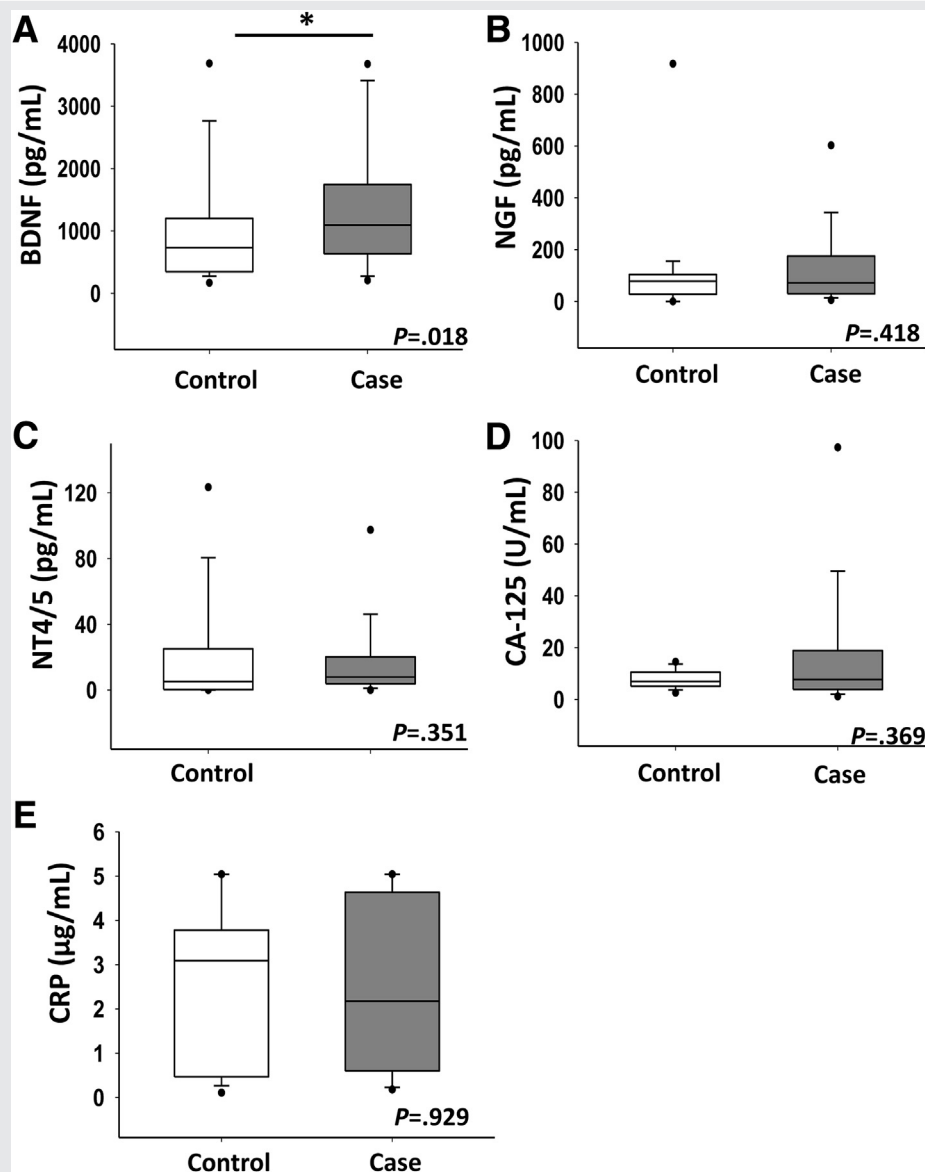 A
*
BDNF (pg/mL)
4000
3000
2000
1000
0
P=.018
Control Case
B
NGF (pg/mL)
1000
800
600
400
200
0
P=.418
Control Case
C
NT4/5 (pg/mL)
120
80
40
0
P=.351
Control
D
CA-125 (U/mL)
100
80
60
40
20
0
P=.369
Control Case
E
CRP (µg/mL)
6
5
4
3
2
1
0
P=.929
Control Case